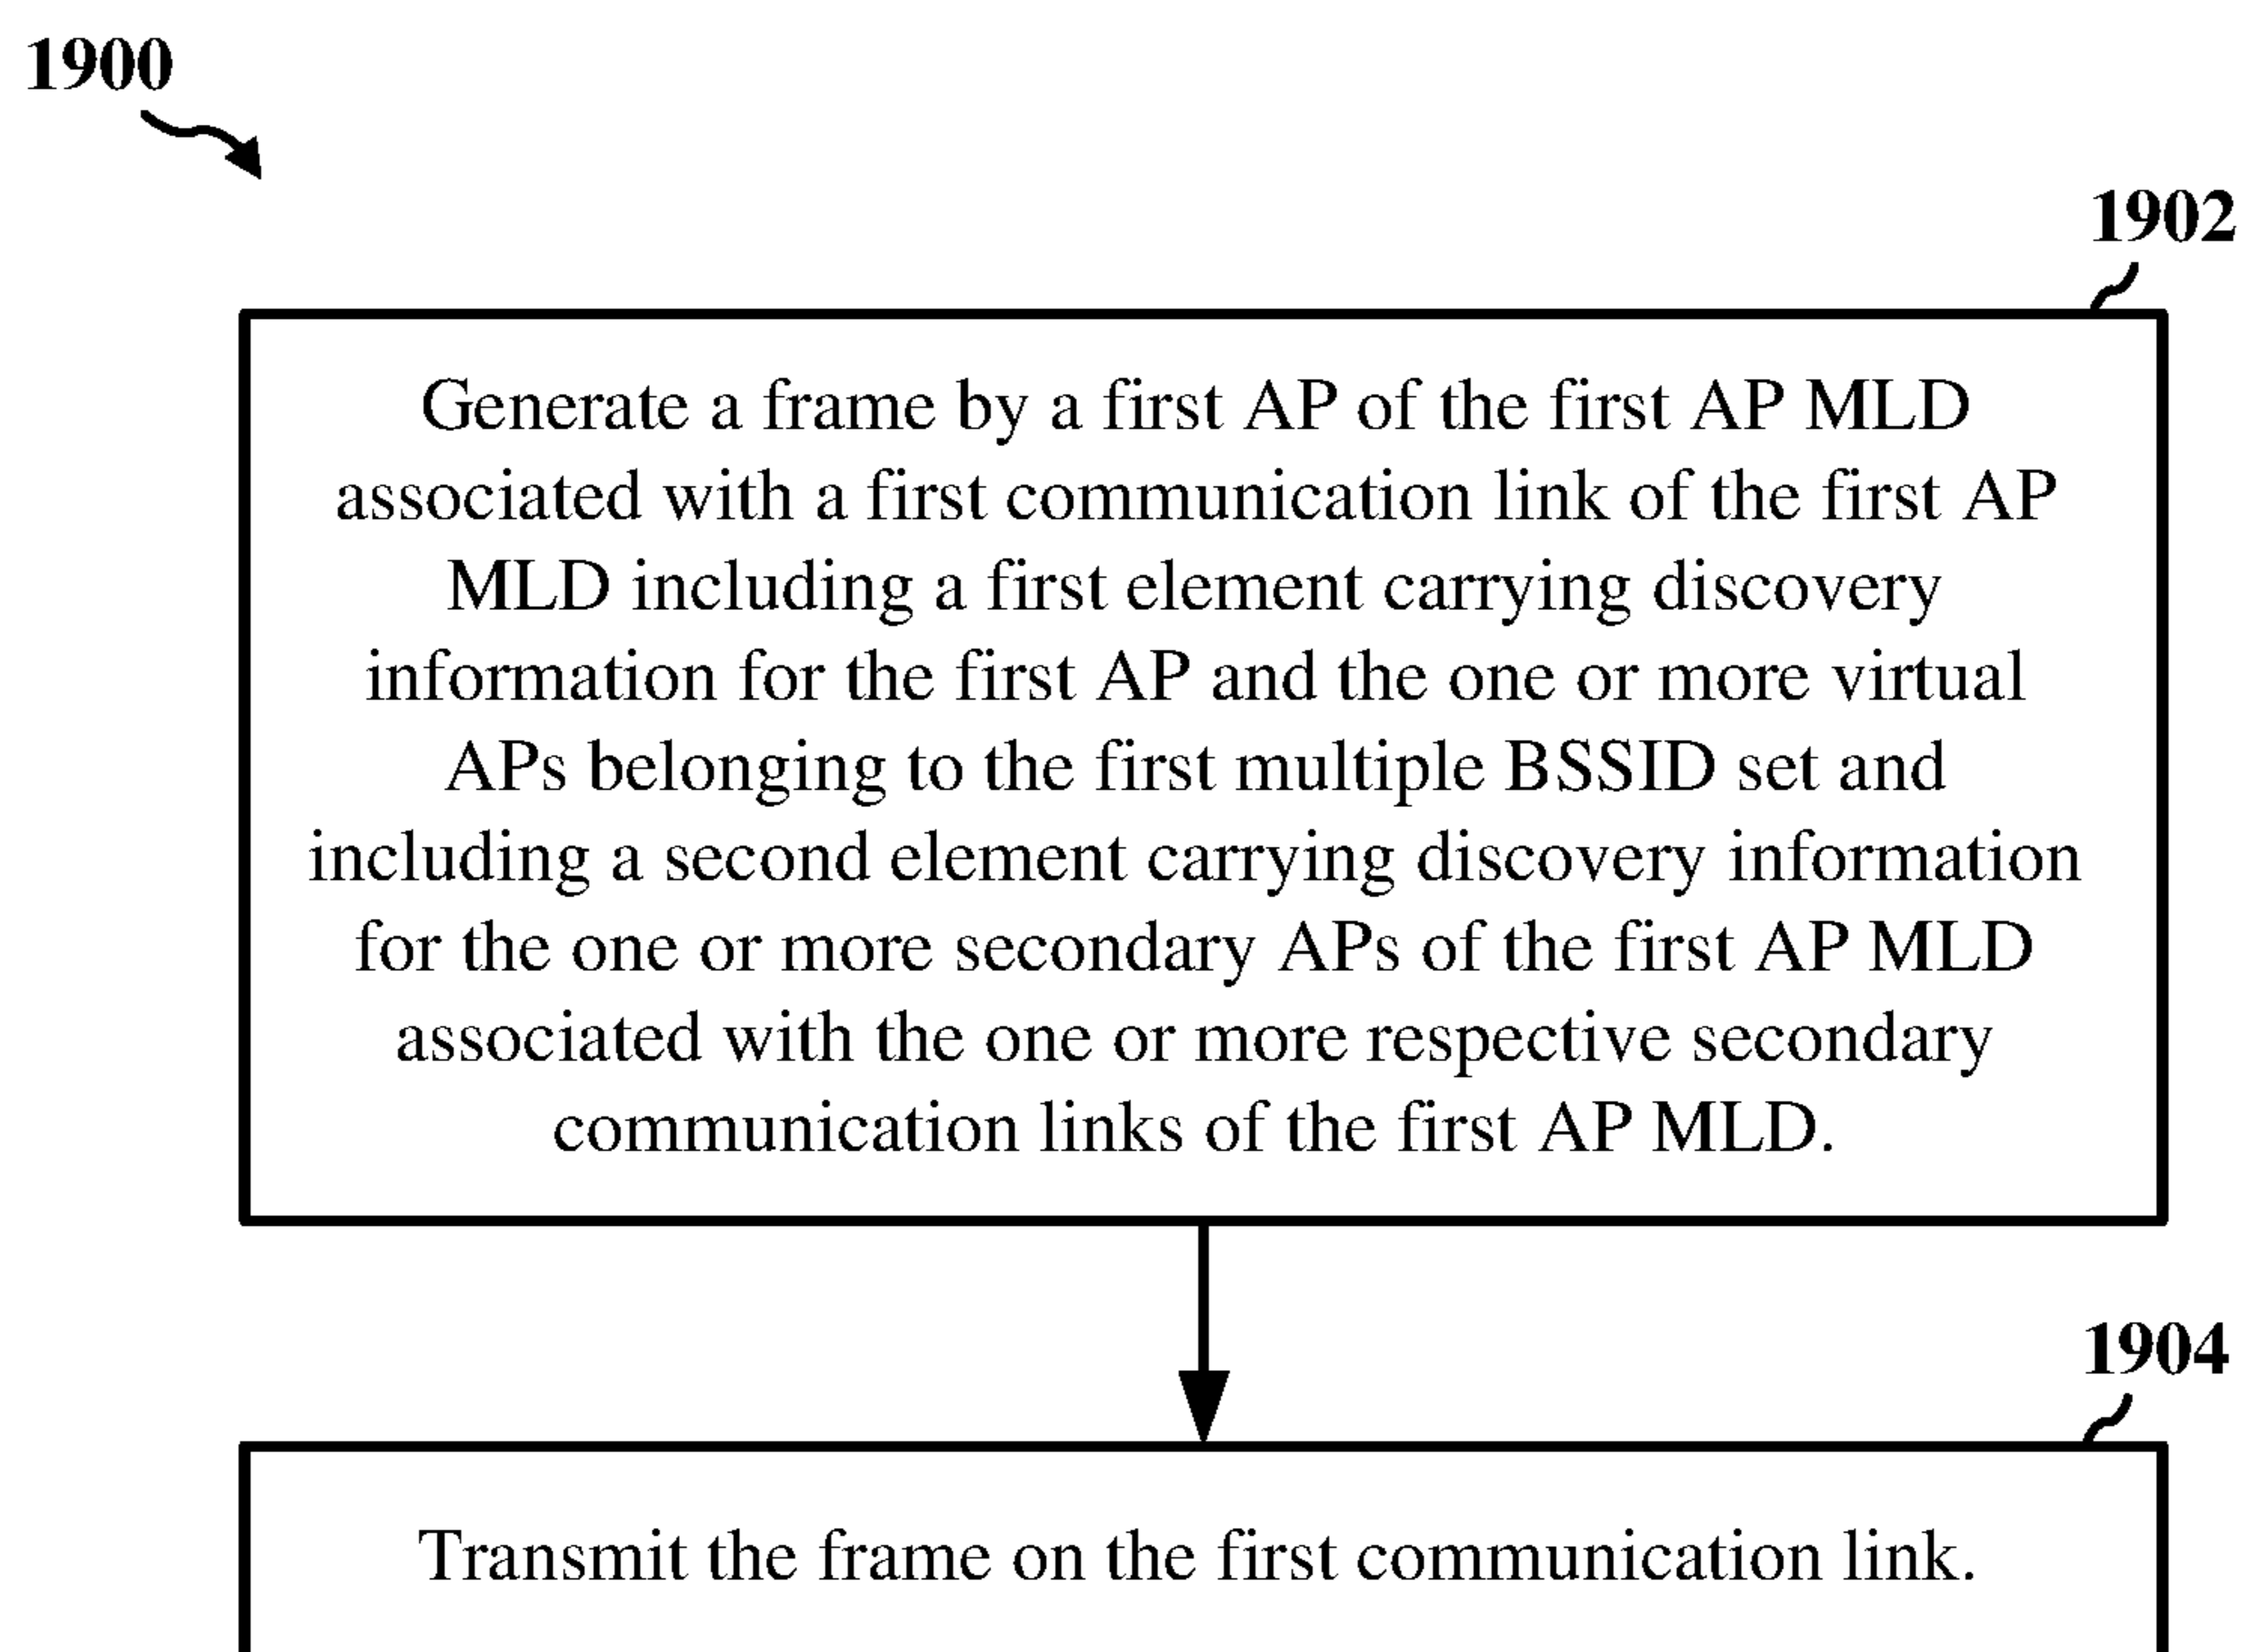 1900
1902
Generate a frame by a first AP of the first AP MLD
associated with a first communication link of the first AP
MLD including a first element carrying discovery
information for the first AP and the one or more virtual
APs belonging to the first multiple BSSID set and
including a second element carrying discovery information
for the one or more secondary APs of the first AP MLD
associated with the one or more respective secondary
communication links of the first AP MLD.
1904
Transmit the frame on the first communication link.